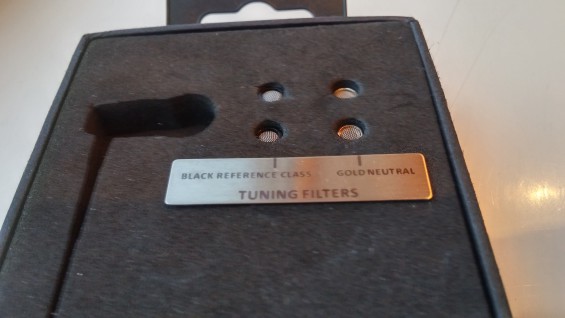 BLACK REFERENCE CLASS GOLD NEUTRAL
TUNING FILTERS